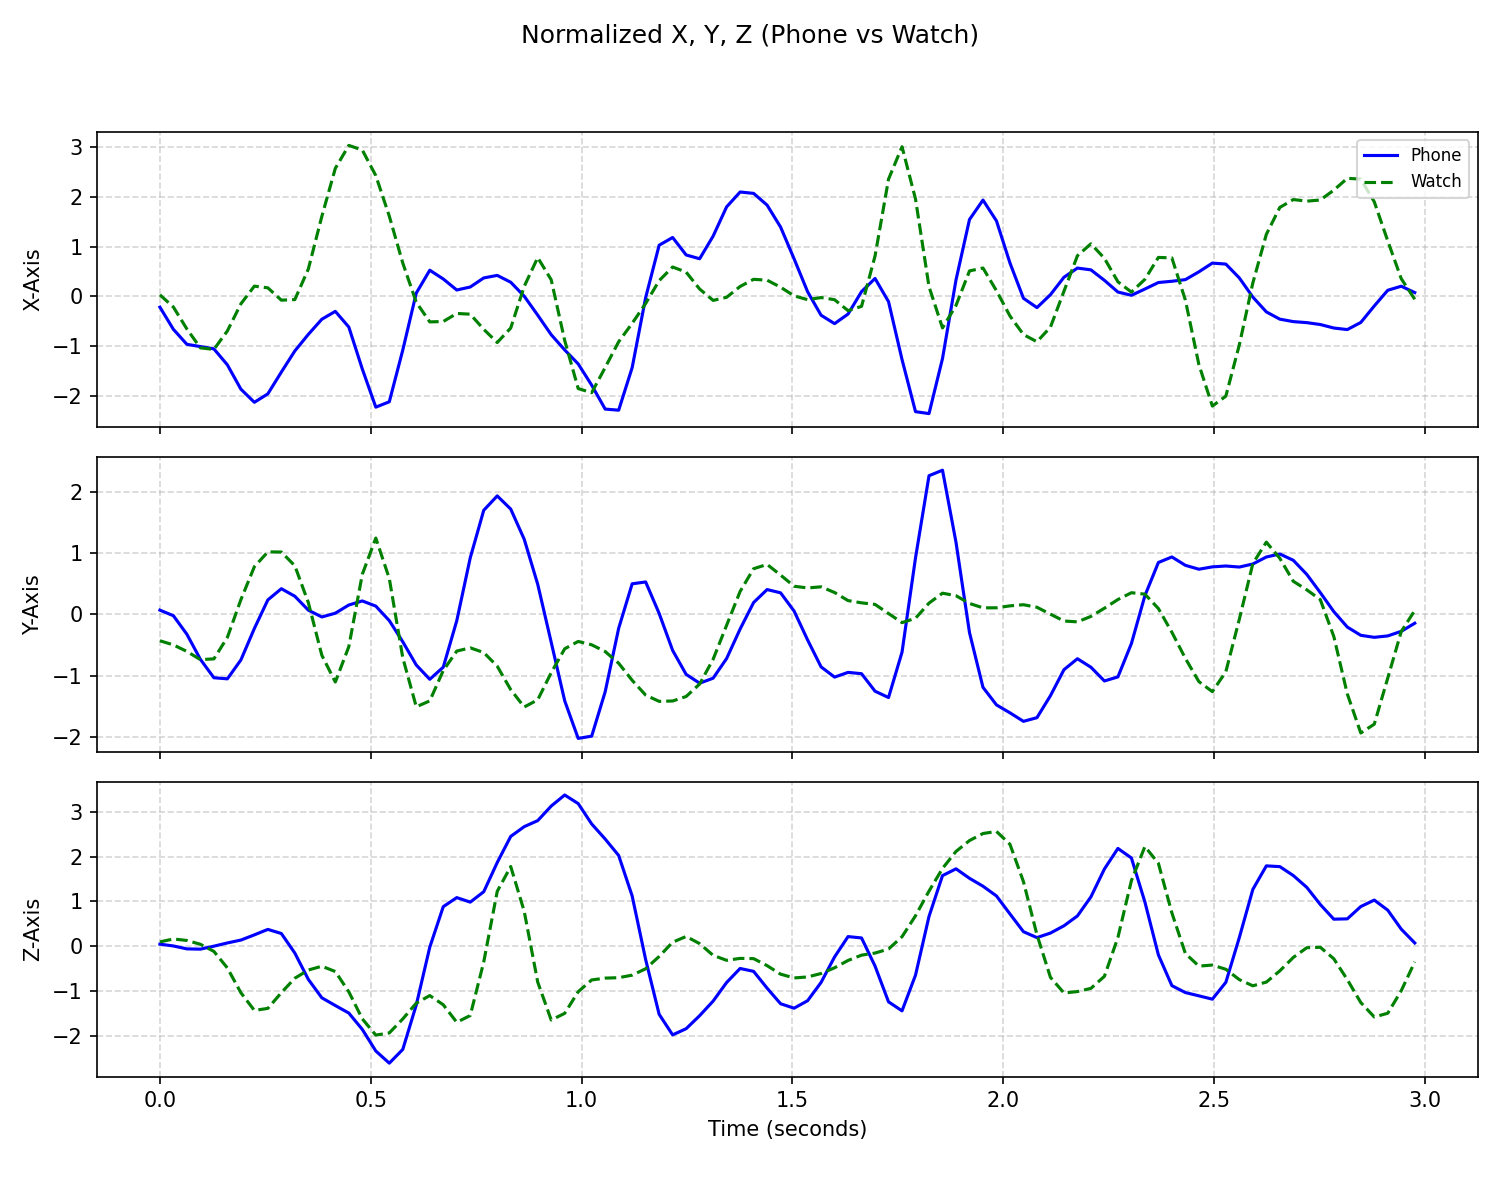 Normalized X, Y, Z (Phone vs Watch)
Phone
Watch
3
2
1
0
−1
−2
X-Axis
2
1
0
−1
−2
Y-Axis
3
2
1
0
−1
−2
Z-Axis
0.0 0.5 1.0 1.5 2.0 2.5 3.0
Time (seconds)